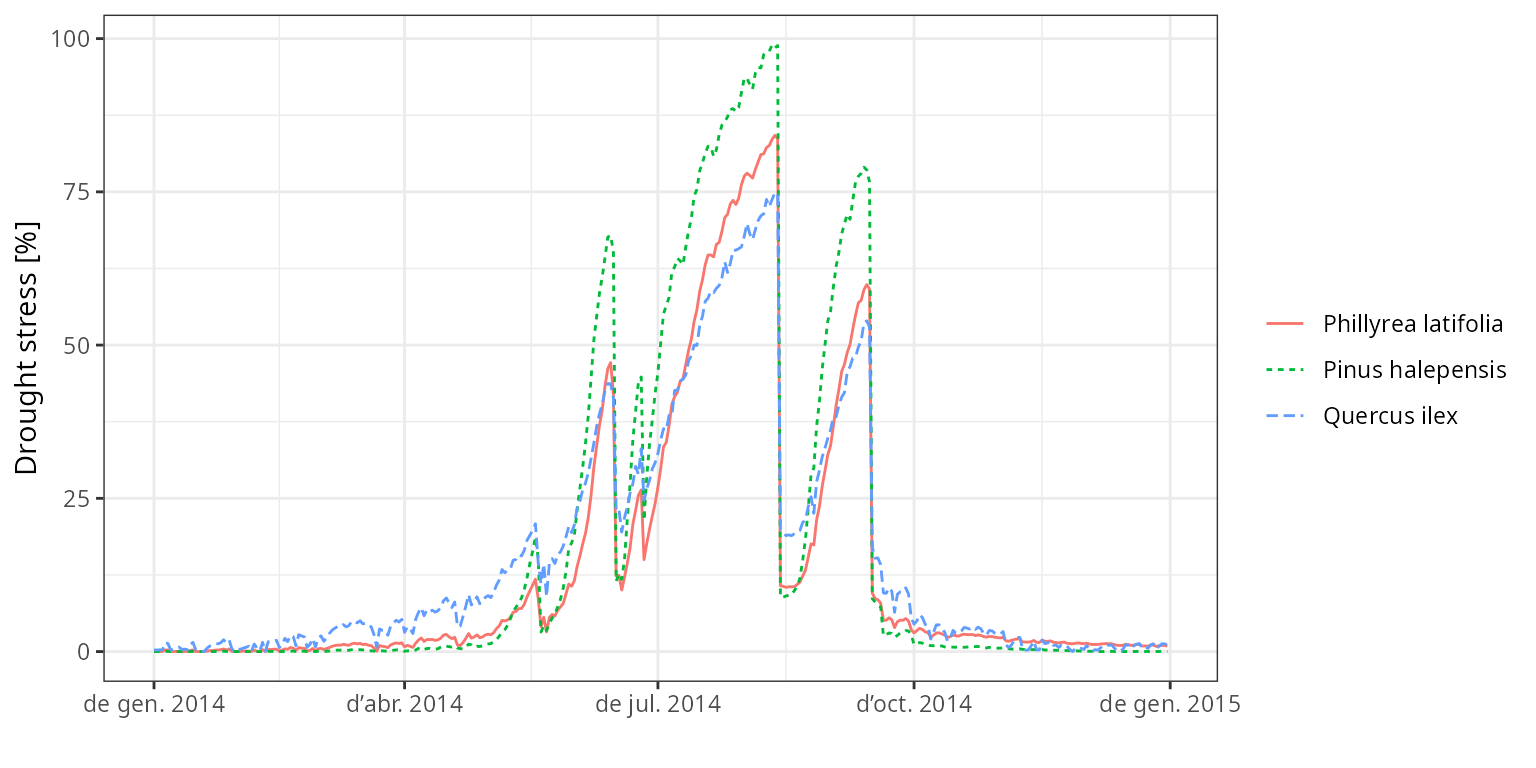 Drought stress [%]
100
75
50
25
0
de gen. 2014
d’abr. 2014
de jul. 2014
d’oct. 2014
de gen. 2015
Phillyrea latifolia
Pinus halepensis
Quercus ilex